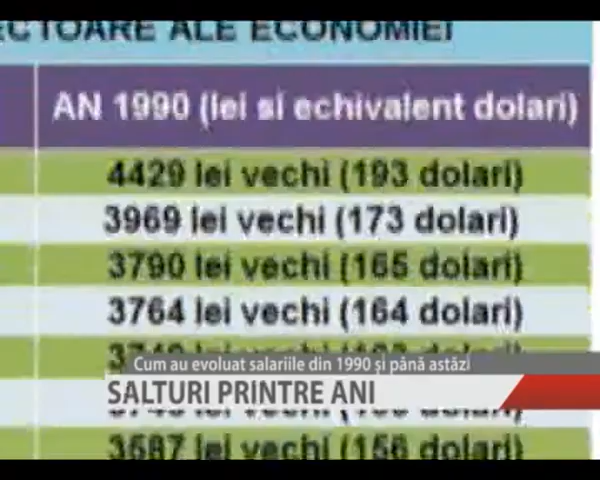 ECTOARE ALE ECONOMIEI
AN 1990 (lei si echivalent dolari)
4429 lei vechi (193 dolari)
3969 lei vechi (173 dolari)
3790 lei vechi (165 dolari)
3764 lei vechi (164 dolari)
Cum au evoluat salariile din 1990 și până astăzi
SALTURI PRINTRE ANI
3587 lei vechi (156 dolari)